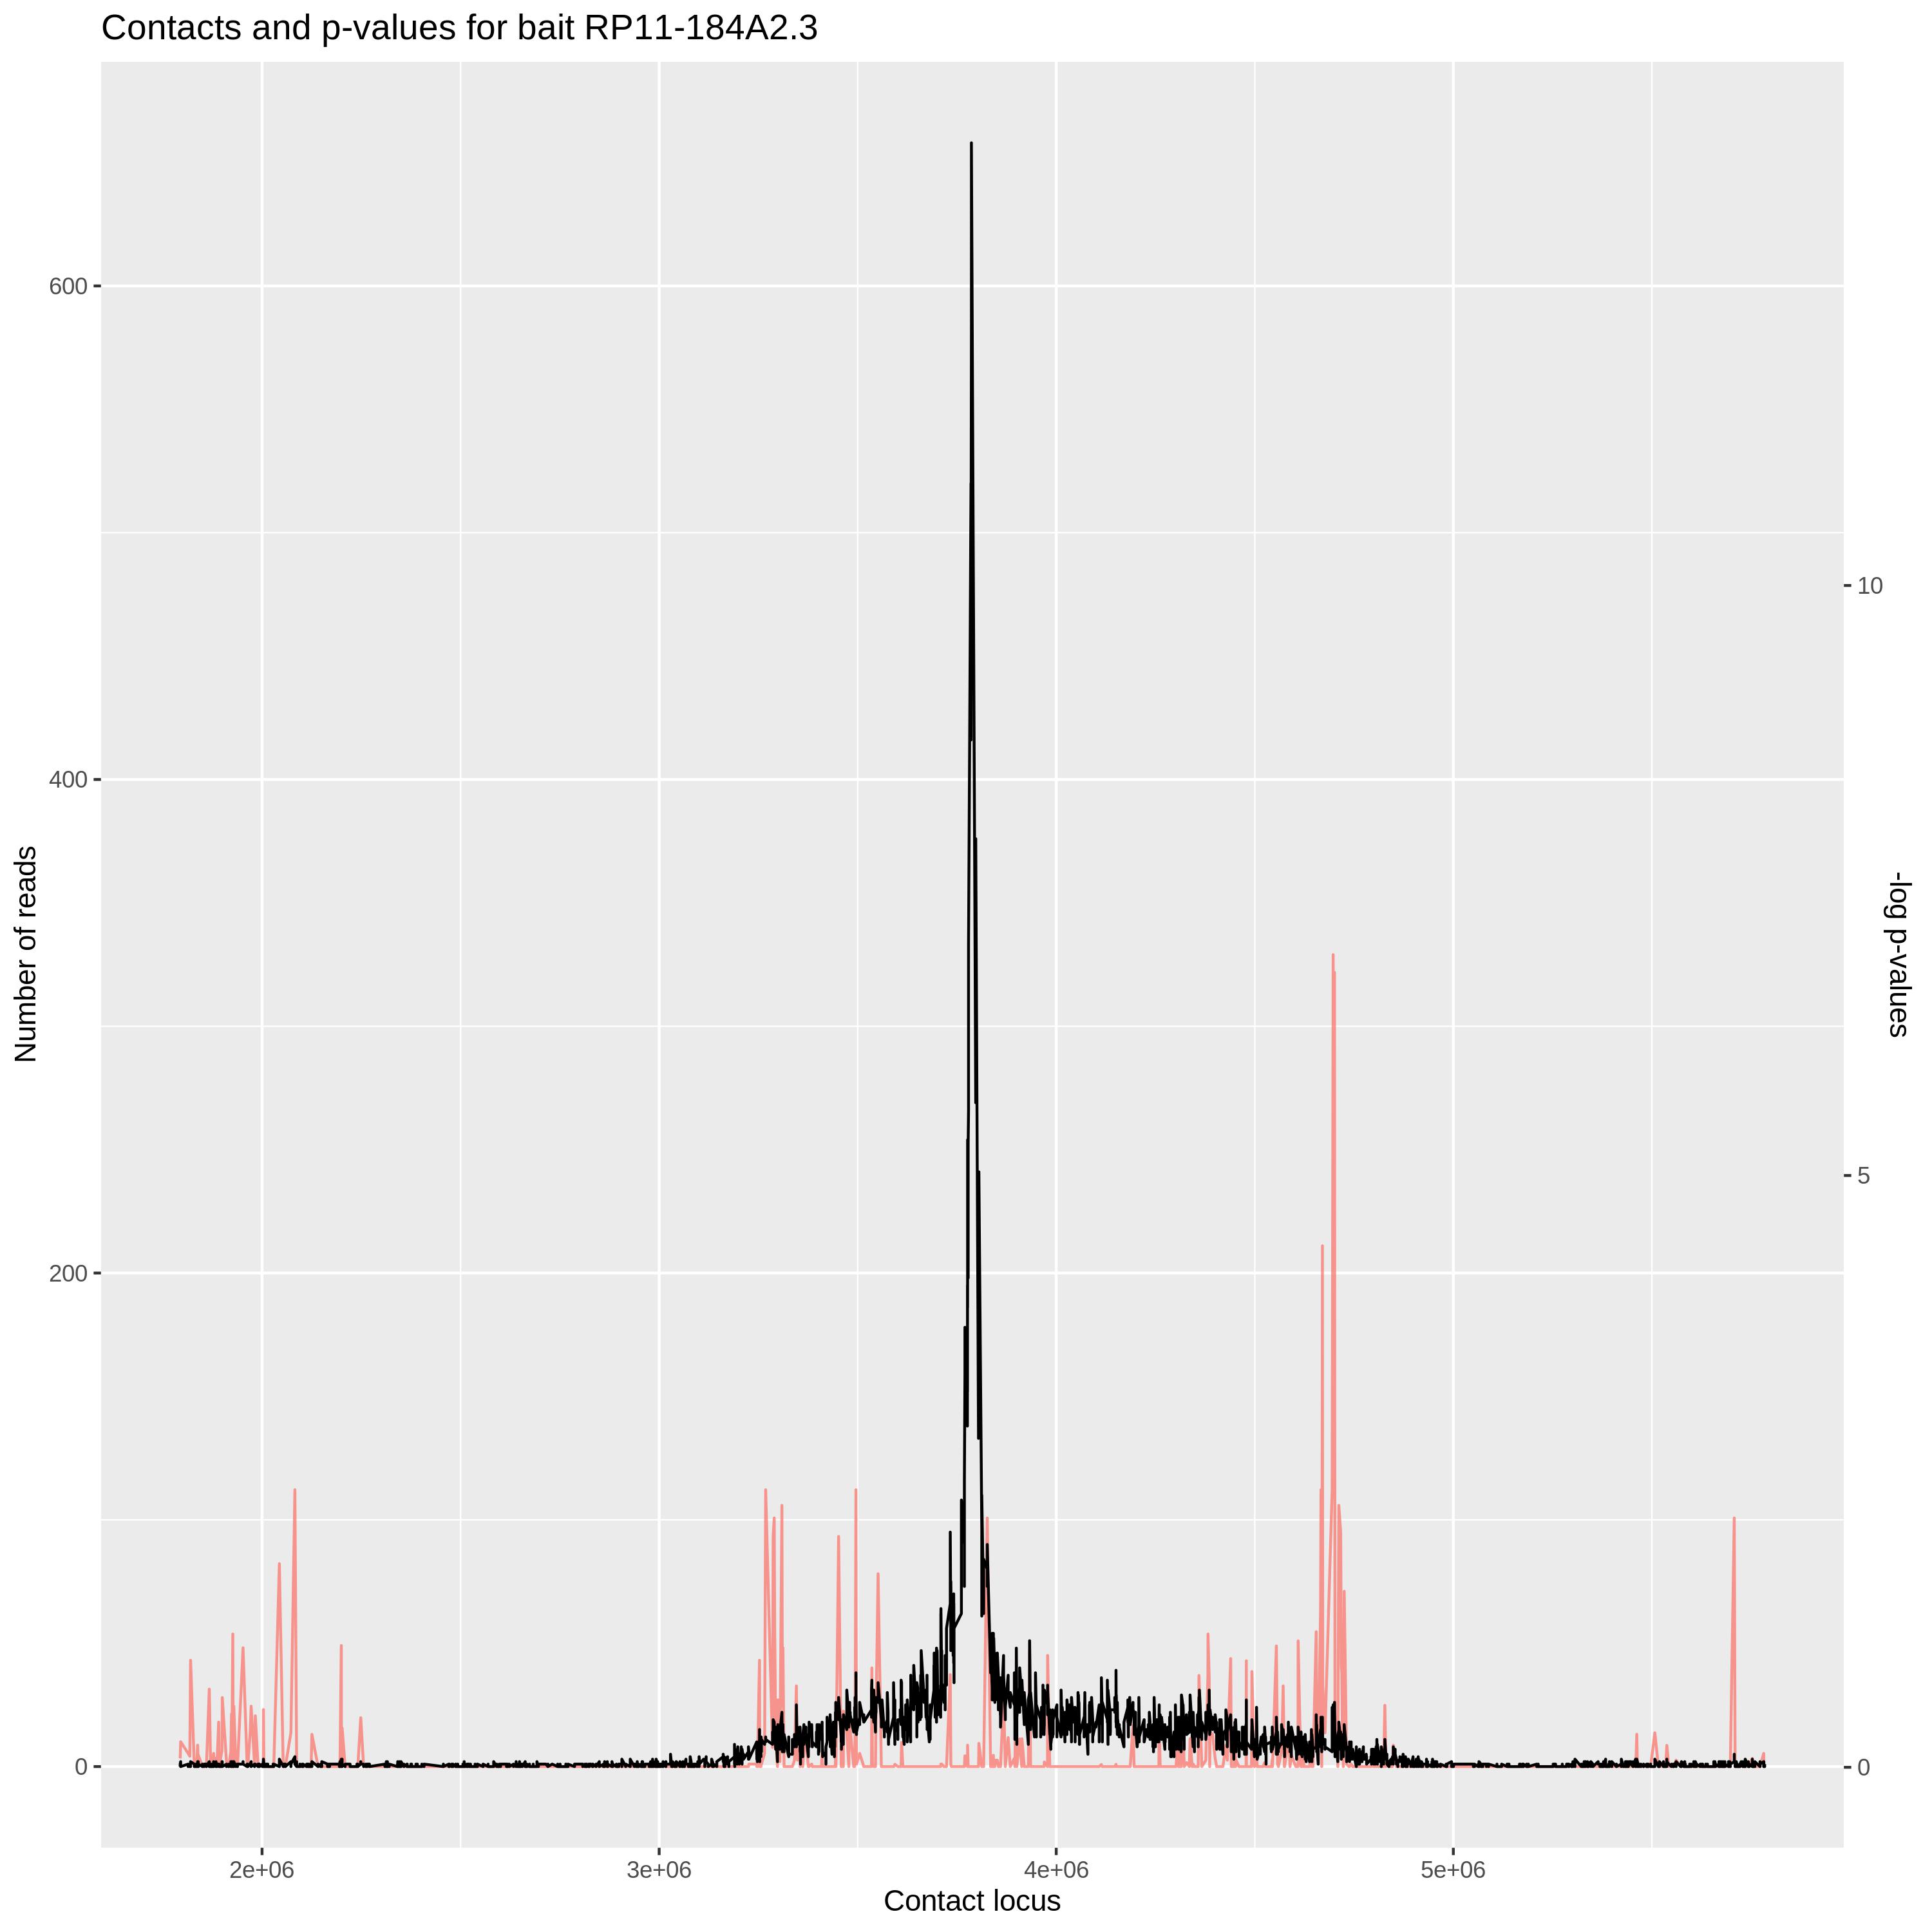 Contacts and p-values for bait RP11-184A2.3
600
400
200
0
Number of reads
10
5
0
-log p-values
2e+06 3e+06 4e+06 5e+06
Contact locus